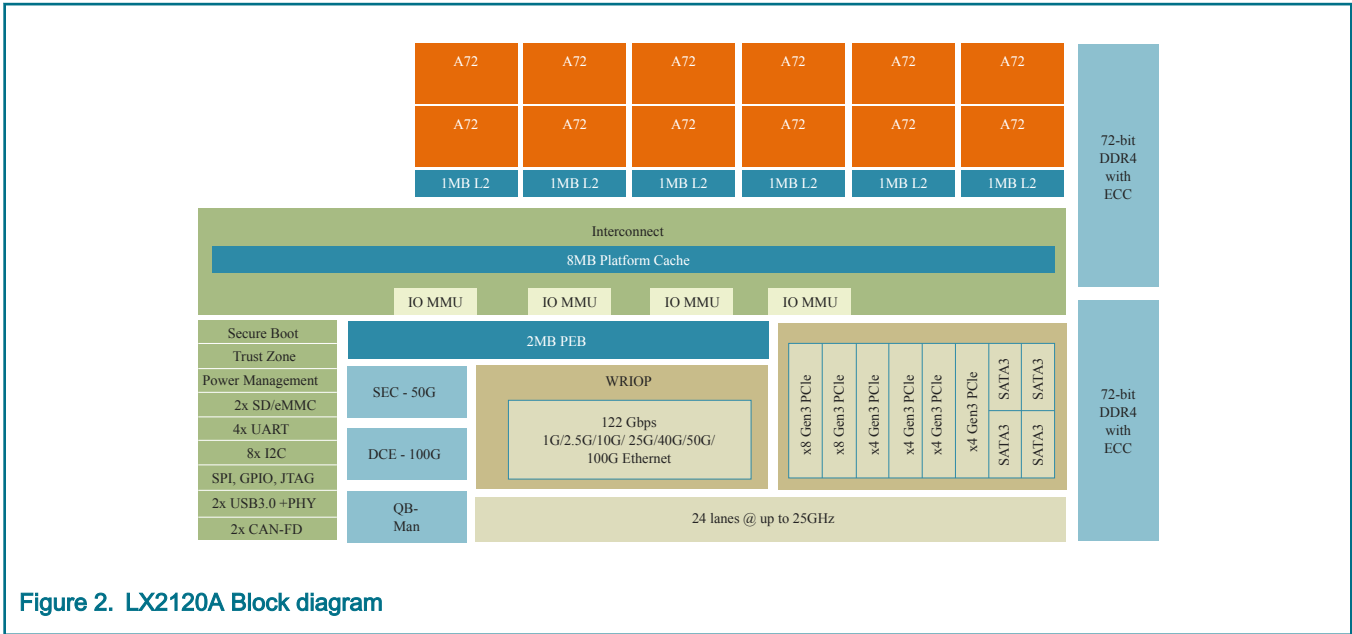 A72 A72 A72 A72 A72 A72
A72 A72 A72 A72 A72 A72
1MB L2 1MB L2 1MB L2 1MB L2 1MB L2 1MB L2
72-bit
DDR4
with
ECC
Interconnect
8MB Platform Cache
IO MMU IO MMU IO MMU IO MMU
Secure Boot
Trust Zone
Power Management
2x SD/eMMC
4x UART
8x I2C
SPI, GPIO, JTAG
2x USB3.0 +PHY
2x CAN-FD
2MB PEB
SEC - 50G
DCE - 100G
QB-
Man
WRIOP
122 Gbps
1G/2.5G/10G/ 25G/40G/50G/
100G Ethernet
x8 Gen3 PCIe
x8 Gen3 PCIe
x4 Gen3 PCIe
x4 Gen3 PCIe
x4 Gen3 PCIe
x4 Gen3 PCIe
SATA3
SATA3
SATA3
SATA3
24 lanes @ up to 25GHz
72-bit
DDR4
with
ECC
Figure 2. LX2120A Block diagram